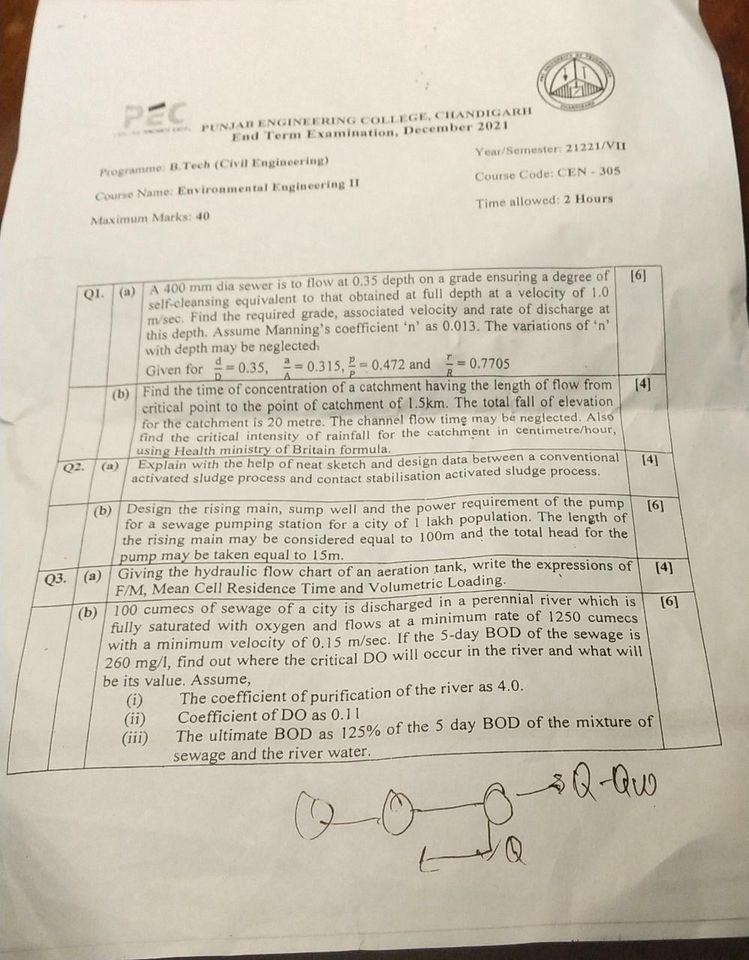 PEC
PUNJAB ENGINEERING COLLEGE, CHANDIGARH
End Term Examination, December 2021
Programme: B.Tech (Civil Engineering)
Year/Semester: 21221/VII
Course Name: Environmental Engineering II
Course Code: CEN - 305
Maximum Marks: 40
Time allowed: 2 Hours
Q1. (a) A 400 mm dia sewer is to flow at 0.35 depth on a grade ensuring a degree of [6]
self-cleansing equivalent to that obtained at full depth at a velocity of 1.0
m/sec. Find the required grade, associated velocity and rate of discharge at
this depth. Assume Manning's coefficient 'n' as 0.013. The variations of 'n'
with depth may be neglected.
Given for d/D = 0.35, a/A = 0.315, p/P = 0.472 and r/R = 0.7705
(b) Find the time of concentration of a catchment having the length of flow from [4]
critical point to the point of catchment of 1.5km. The total fall of elevation
for the catchment is 20 metre. The channel flow time may be neglected. Also
find the critical intensity of rainfall for the catchment in centimetre/hour,
using Health ministry of Britain formula.
Q2. (a) Explain with the help of neat sketch and design data between a conventional [4]
activated sludge process and contact stabilisation activated sludge process.
(b) Design the rising main, sump well and the power requirement of the pump [6]
for a sewage pumping station for a city of 1 lakh population. The length of
the rising main may be considered equal to 100m and the total head for the
pump may be taken equal to 15m.
Q3. (a) Giving the hydraulic flow chart of an aeration tank, write the expressions of [4]
F/M, Mean Cell Residence Time and Volumetric Loading.
(b) 100 cumecs of sewage of a city is discharged in a perennial river which is [6]
fully saturated with oxygen and flows at a minimum rate of 1250 cumecs
with a minimum velocity of 0.15 m/sec. If the 5-day BOD of the sewage is
260 mg/l, find out where the critical DO will occur in the river and what will
be its value. Assume,
(i) The coefficient of purification of the river as 4.0.
(ii) Coefficient of DO as 0.11
(iii) The ultimate BOD as 125% of the 5 day BOD of the mixture of
sewage and the river water.
Q-Qw
Q